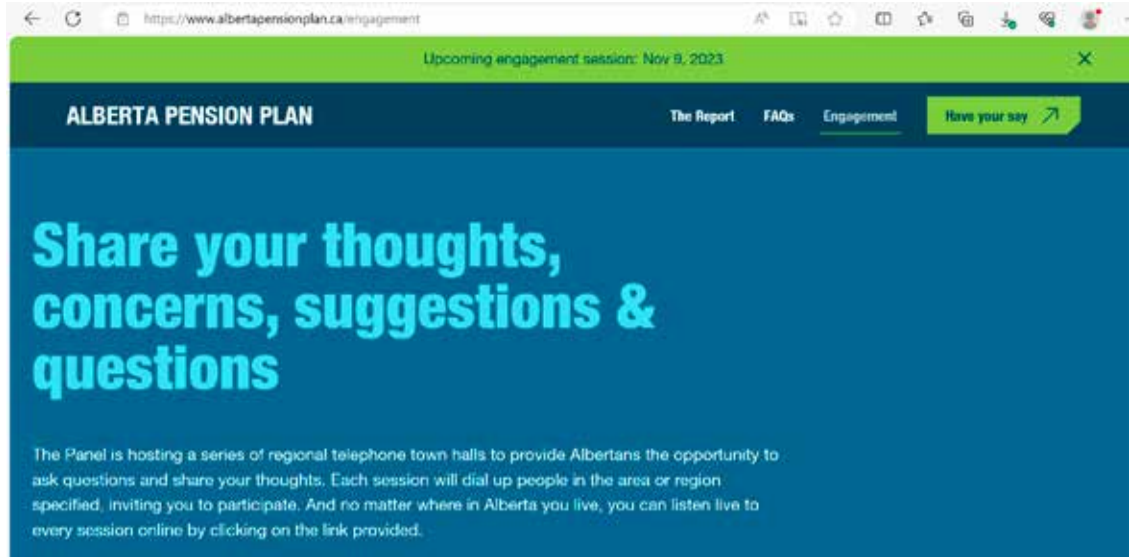 https://www.albertapensionplan.ca/engagement
Upcoming engagement session: Nov 9, 2023
ALBERTA PENSION PLAN
The Report FAQs Engagement Have your say
Share your thoughts,
concerns, suggestions &
questions
The Panel is hosting a series of regional telephone town halls to provide Albertans the opportunity to
ask questions and share your thoughts. Each session will dial up people in the area or region
specified, inviting you to participate. And no matter where in Alberta you live, you can listen live to
every session online by clicking on the link provided.